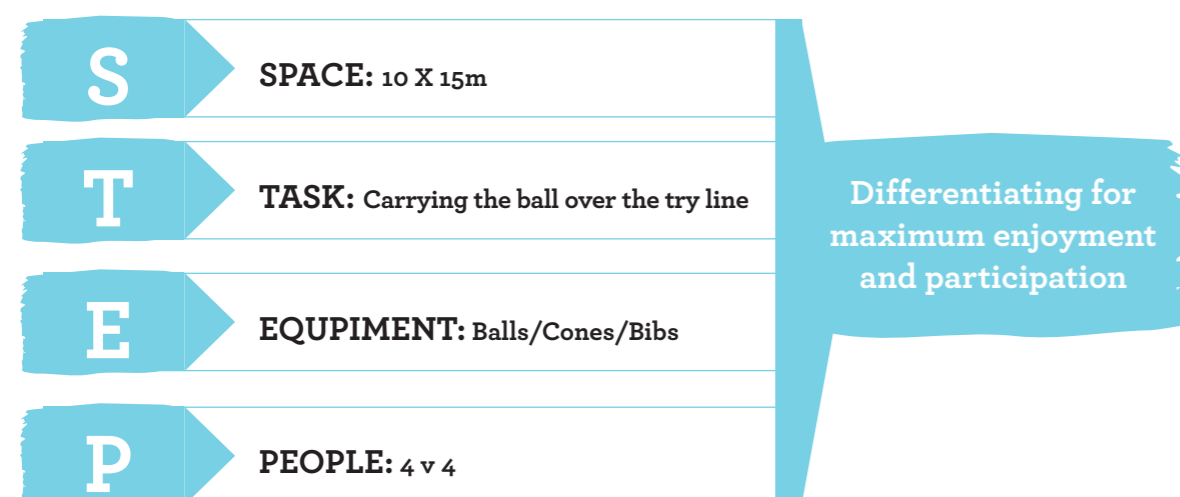 S
SPACE: 10 X 15m
T
TASK: Carrying the ball over the try line
E
EQUPIMENT: Balls/Cones/Bibs
P
PEOPLE: 4 v 4
Differentiating for
maximum enjoyment
and participation